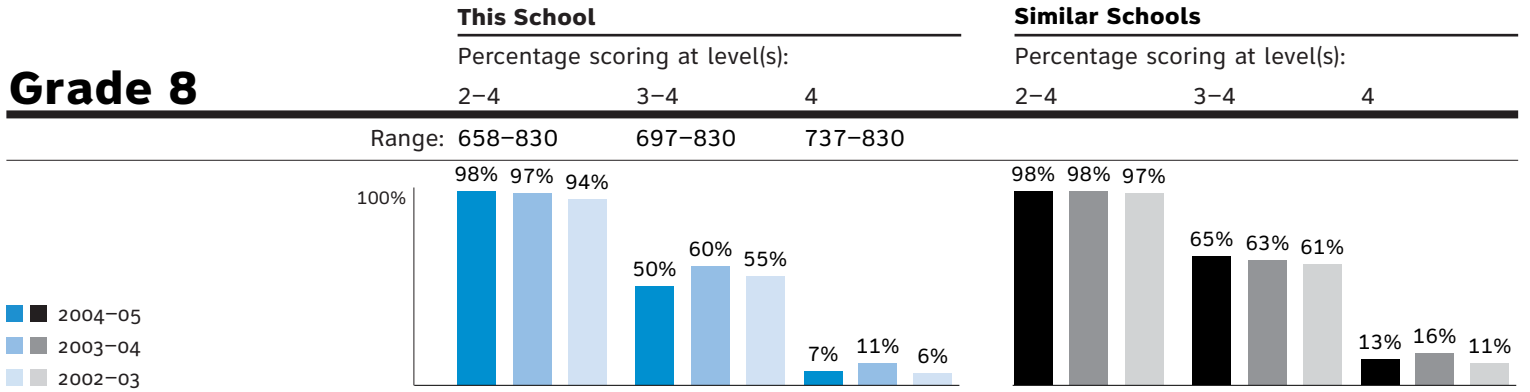 This School Similar Schools
Percentage scoring at level(s): Percentage scoring at level(s):
Grade 8 2–4 3–4 4 2–4 3–4 4
Range: 658–830 697–830 737–830
98% 97% 94% 98% 98% 97%
100%
60% 65% 63% 61%
50% 55%
2004–05
2003–04 7% 11% 6% 13% 16% 11%
2002–03